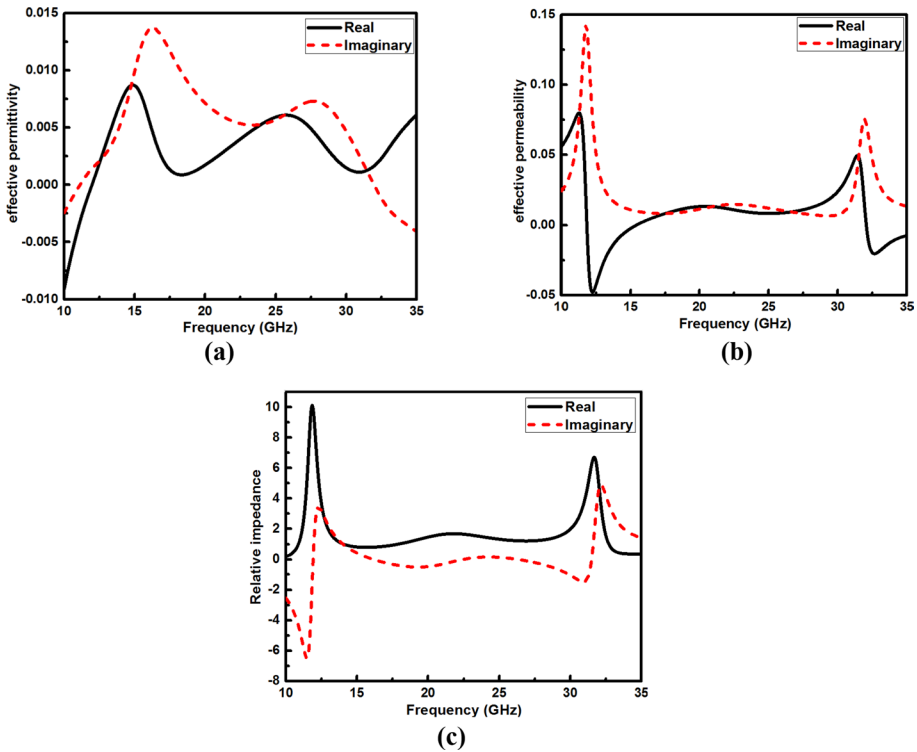 0.015
0.010
0.005
0.000
-0.005
-0.010
effective permittivity
Real
Imaginary
10 15 20 25 30 35
Frequency (GHz)
(a)
0.15
0.10
0.05
0.00
-0.05
effective permeability
Real
Imaginary
10 15 20 25 30 35
Frequency (GHz)
(b)
10
8
6
4
2
0
-2
-4
-6
-8
Relative impedance
Real
Imaginary
10 15 20 25 30 35
Frequency (GHz)
(c)